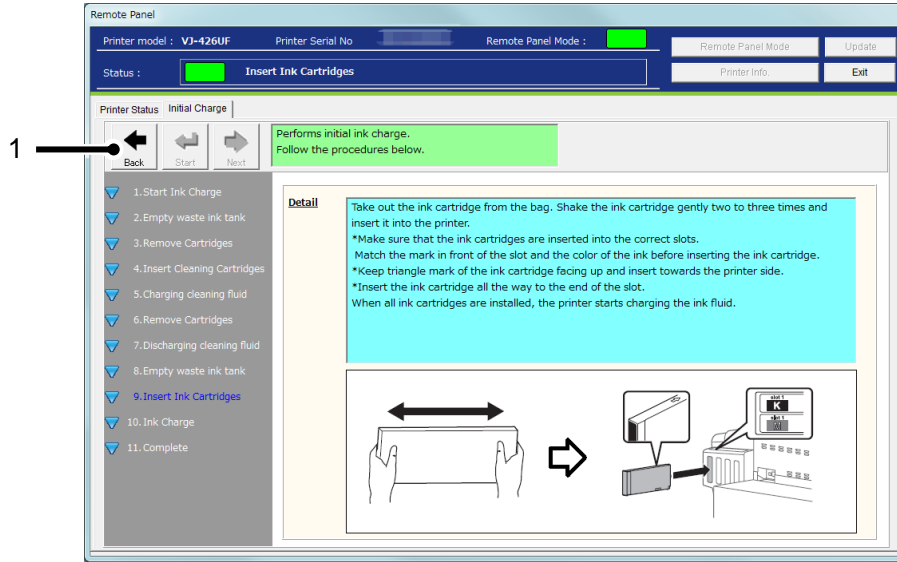 Remote Panel
Printer model : VJ-426UF Printer Serial No Remote Panel Mode :
Remote Panel Mode Update
Status : Insert Ink Cartridges
Printer Info. Exit
Printer Status Initial Charge
1
Back Start Next
Performs initial ink charge.
Follow the procedures below.
1.Start Ink Charge
2.Empty waste ink tank
3.Remove Cartridges
4.Insert Cleaning Cartridges
5.Charging cleaning fluid
6.Remove Cartridges
7.Discharging cleaning fluid
8.Empty waste ink tank
9.Insert Ink Cartridges
10.Ink Charge
11.Complete
Detail
Take out the ink cartridge from the bag. Shake the ink cartridge gently two to three times and
insert it into the printer.
*Make sure that the ink cartridges are inserted into the correct slots.
Match the mark in front of the slot and the color of the ink before inserting the ink cartridge.
*Keep triangle mark of the ink cartridge facing up and insert towards the printer side.
*Insert the ink cartridge all the way to the end of the slot.
When all ink cartridges are installed, the printer starts charging the ink fluid.
slot 1
K
slot 1
M